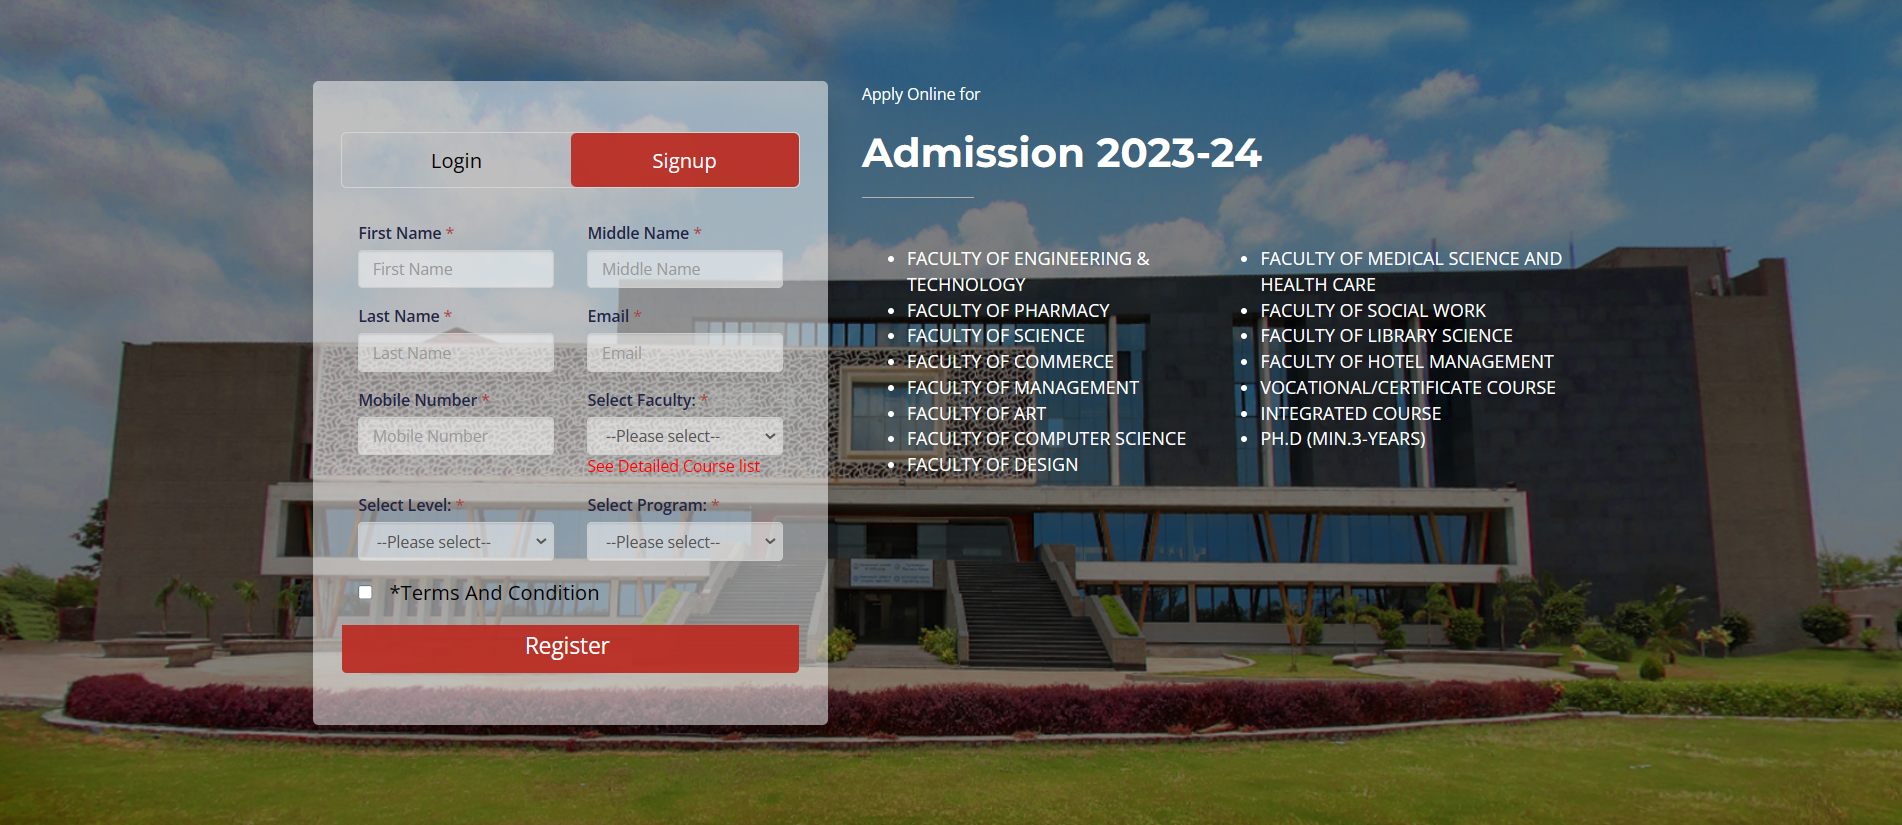 Login
Signup
First Name *
First Name
Middle Name *
Middle Name
Last Name *
Last Name
Email *
Email
Mobile Number *
Mobile Number
Select Faculty: *
--Please select--
See Detailed Course list
Select Level: *
--Please select--
Select Program: *
--Please select--
*Terms And Condition
Register
Apply Online for
Admission 2023-24
• FACULTY OF ENGINEERING &
TECHNOLOGY
• FACULTY OF PHARMACY
• FACULTY OF SCIENCE
• FACULTY OF COMMERCE
• FACULTY OF MANAGEMENT
• FACULTY OF ART
• FACULTY OF COMPUTER SCIENCE
• FACULTY OF DESIGN
• FACULTY OF MEDICAL SCIENCE AND
HEALTH CARE
• FACULTY OF SOCIAL WORK
• FACULTY OF LIBRARY SCIENCE
• FACULTY OF HOTEL MANAGEMENT
• VOCATIONAL/CERTIFICATE COURSE
• INTEGRATED COURSE
• PH.D (MIN.3-YEARS)